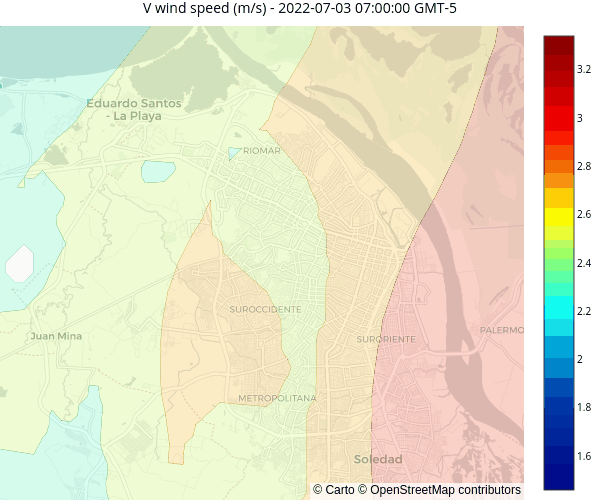 V wind speed (m/s) - 2022-07-03 07:00:00 GMT-5
3.2
3
2.8
2.6
2.4
2.2
2
1.8
1.6
Eduardo Santos
- La Playa
RIOMAR
SUROCCIDENTE
Juan Mina
SURORIENTE
PALERMO
METROPOLITANA
Soledad
© Carto © OpenStreetMap contributors